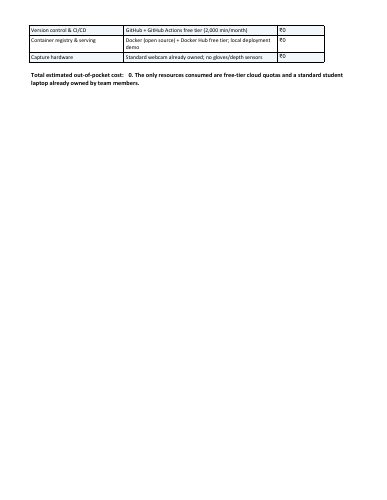 Version control & CI/CD GitHub + GitHub Actions free tier (2,000 min/month) ₹0
Container registry & serving Docker (open source) + Docker Hub free tier; local deployment ₹0
demo
Capture hardware Standard webcam already owned; no gloves/depth sensors ₹0
Total estimated out-of-pocket cost: 0. The only resources consumed are free-tier cloud quotas and a standard student
laptop already owned by team members.